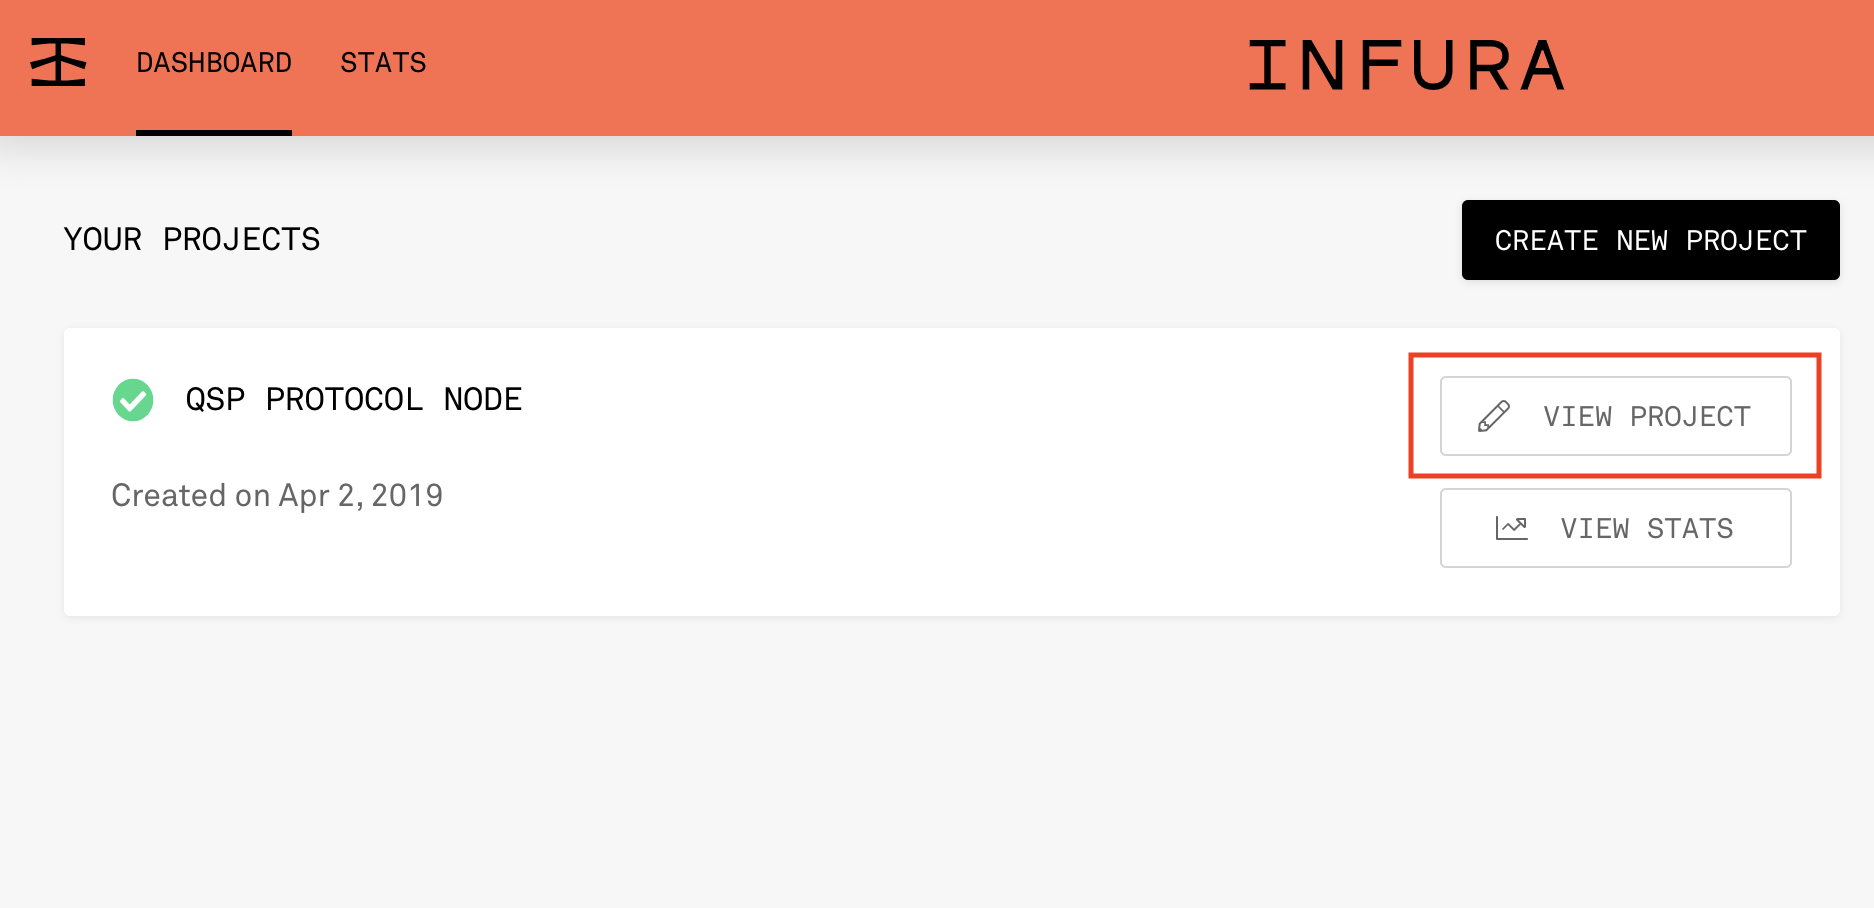 DASHBOARD STATS INFURA
YOUR PROJECTS
CREATE NEW PROJECT
QSP PROTOCOL NODE
Created on Apr 2, 2019
VIEW PROJECT
VIEW STATS